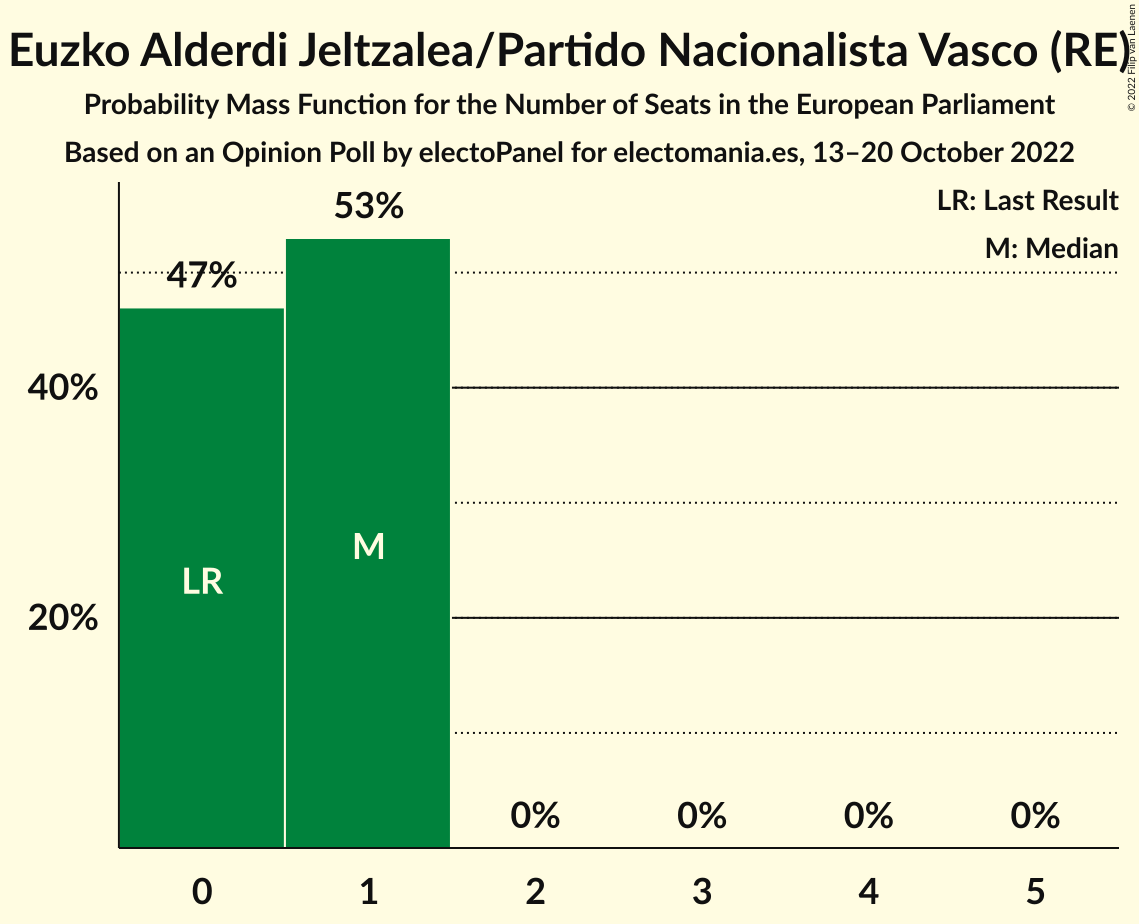 Euzko Alderdi Jeltzalea/Partido Nacionalista Vasco (RE)
© 2022 Filip van Laenen
Probability Mass Function for the Number of Seats in the European Parliament
Based on an Opinion Poll by electoPanel for electomania.es, 13–20 October 2022
LR: Last Result
M: Median
53%
47%
40%
20%
LR
M
0% 0% 0% 0%
0 1 2 3 4 5